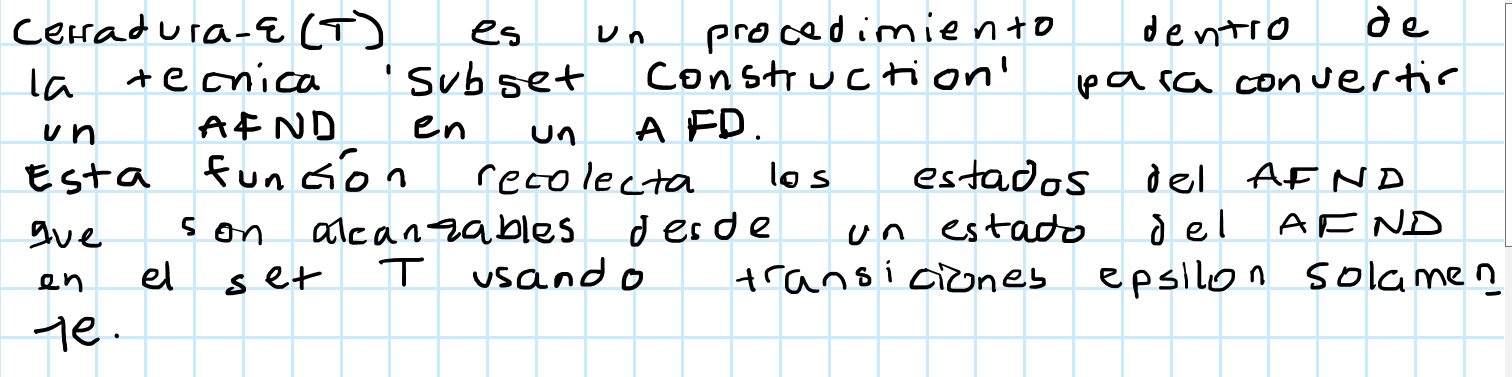 Cerradura-ε(T) es un procedimiento dentro de
la tecnica 'Subset Construction' para convertir
un AFND en un AFD.
Esta función recolecta los estados del AFND
que son alcanzables desde un estado del AFND
en el set T usando transiciones epsilon solamen
te.